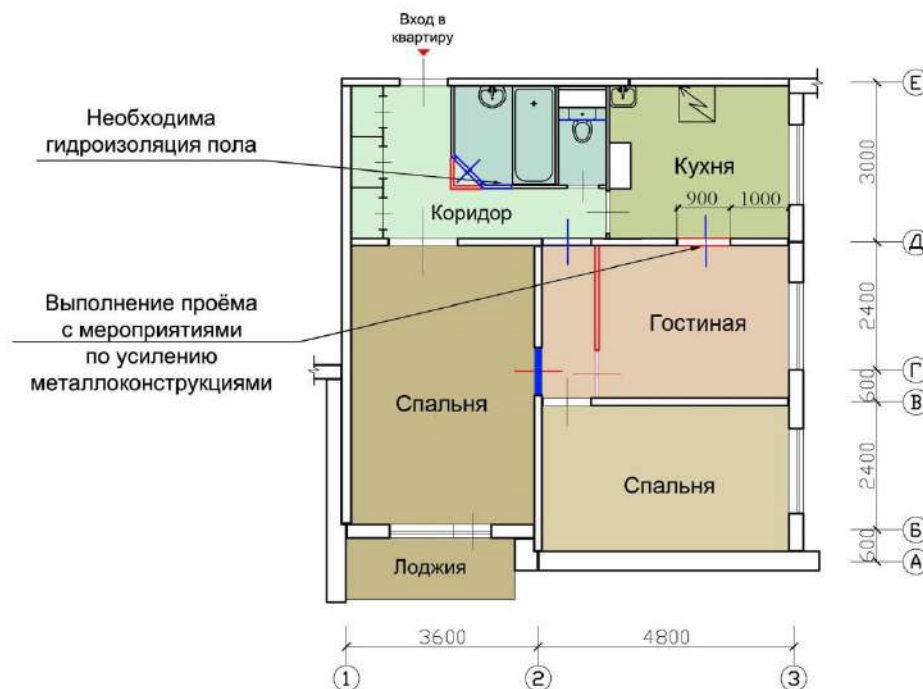 Вход в
квартиру
Необходима
гидроизоляция пола
Кухня
900
1000
Коридор
Выполнение проёма
с мероприятиями
по усилению
металлоконструкциями
Гостиная
Спальня
Спальня
Лоджия
Е
3000
Д
2400
Г
600
В
2400
Б
600
А
3600
4800
1
2
3